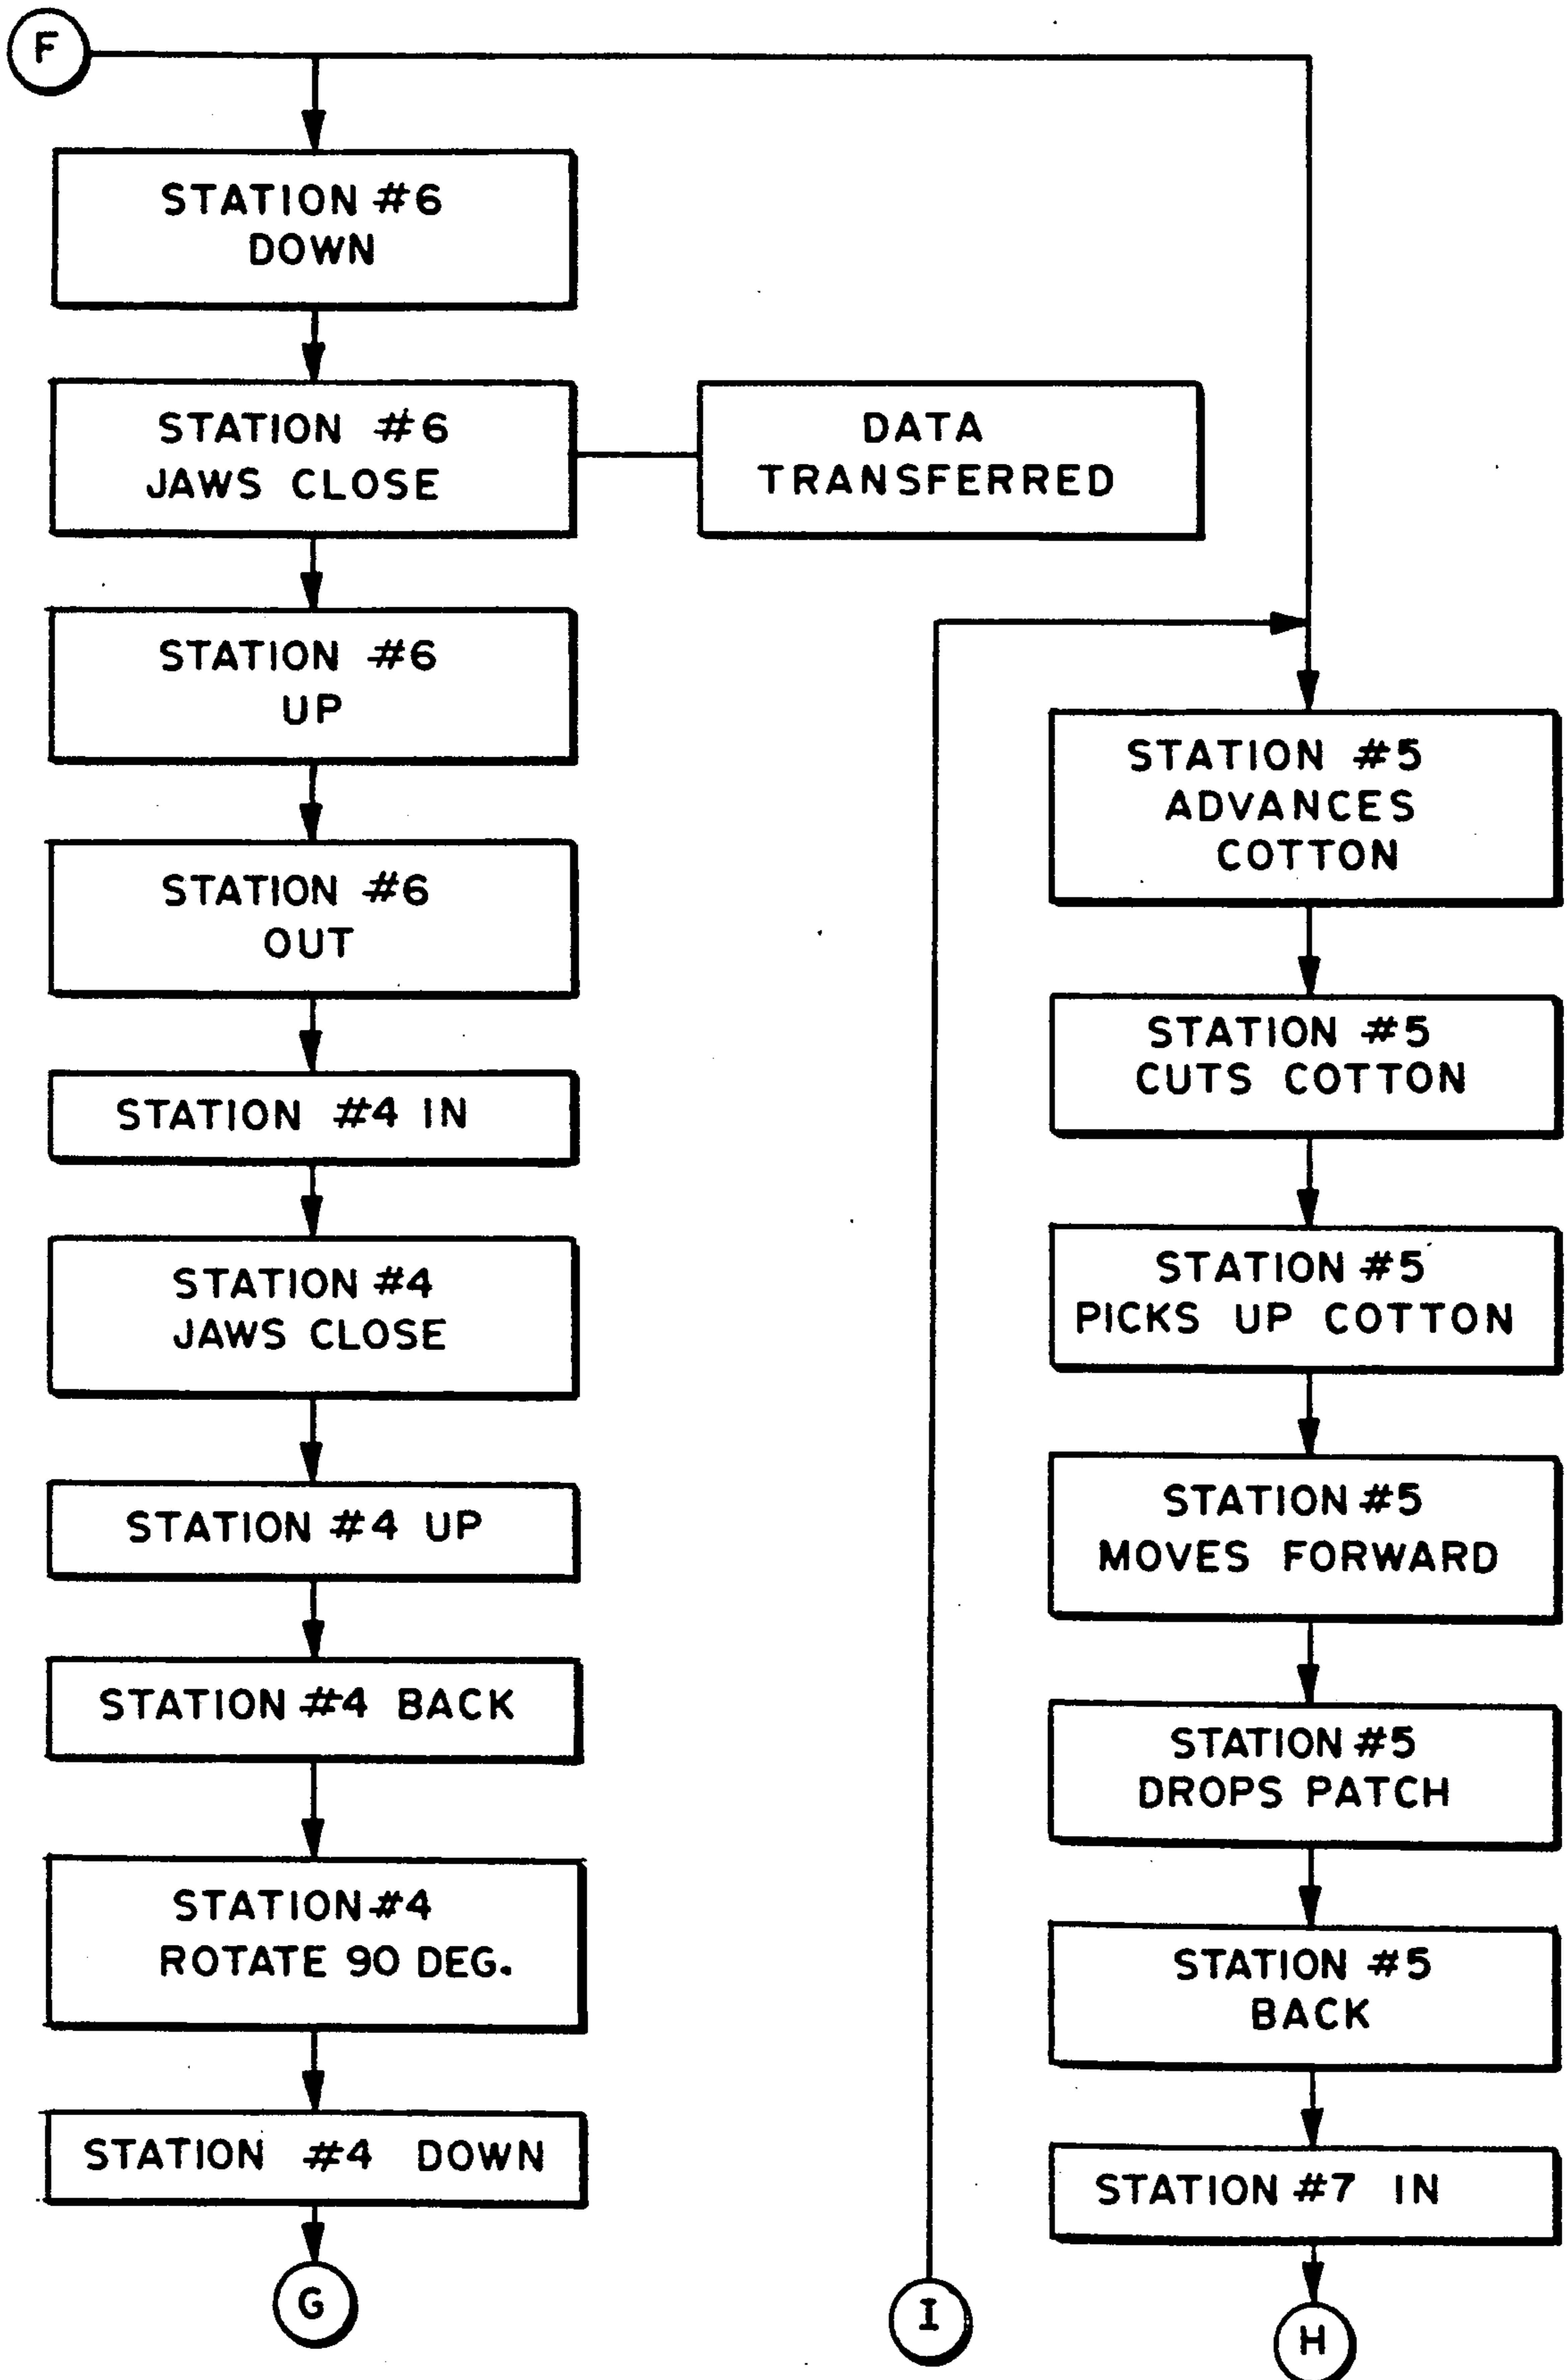 F
STATION #6
DOWN
STATION #6
JAWS CLOSE
DATA
TRANSFERRED
STATION #6
UP
STATION #6
OUT
STATION #4 IN
STATION #4
JAWS CLOSE
STATION #4 UP
STATION #4 BACK
STATION #4
ROTATE 90 DEG.
STATION #4 DOWN
G
STATION #5
ADVANCES
COTTON
STATION #5
CUTS COTTON
STATION #5
PICKS UP COTTON
STATION #5
MOVES FORWARD
STATION #5
DROPS PATCH
STATION #5
BACK
STATION #7 IN
I
H